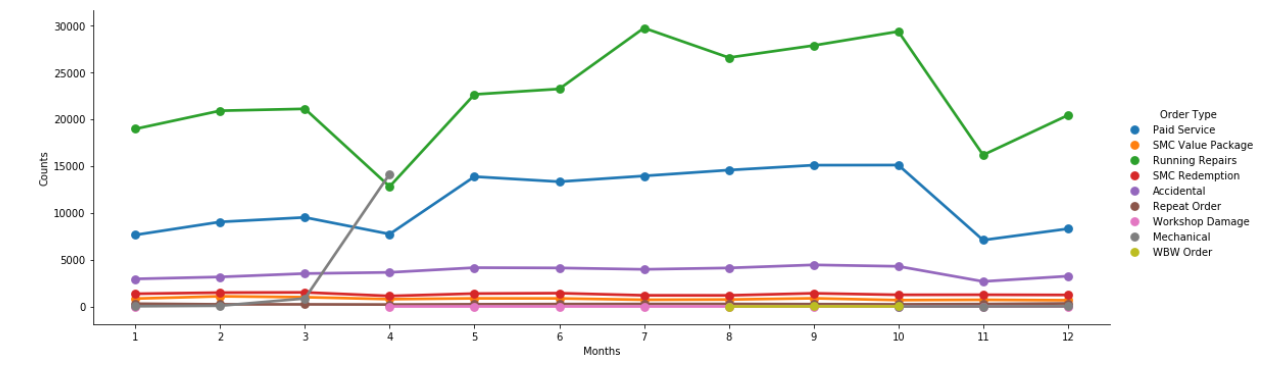 30000
25000
20000
15000
10000
5000
0
Counts
1 2 3 4 5 6 7 8 9 10 11 12
Months
Order Type
Paid Service
SMC Value Package
Running Repairs
SMC Redemption
Accidental
Repeat Order
Workshop Damage
Mechanical
WBW Order